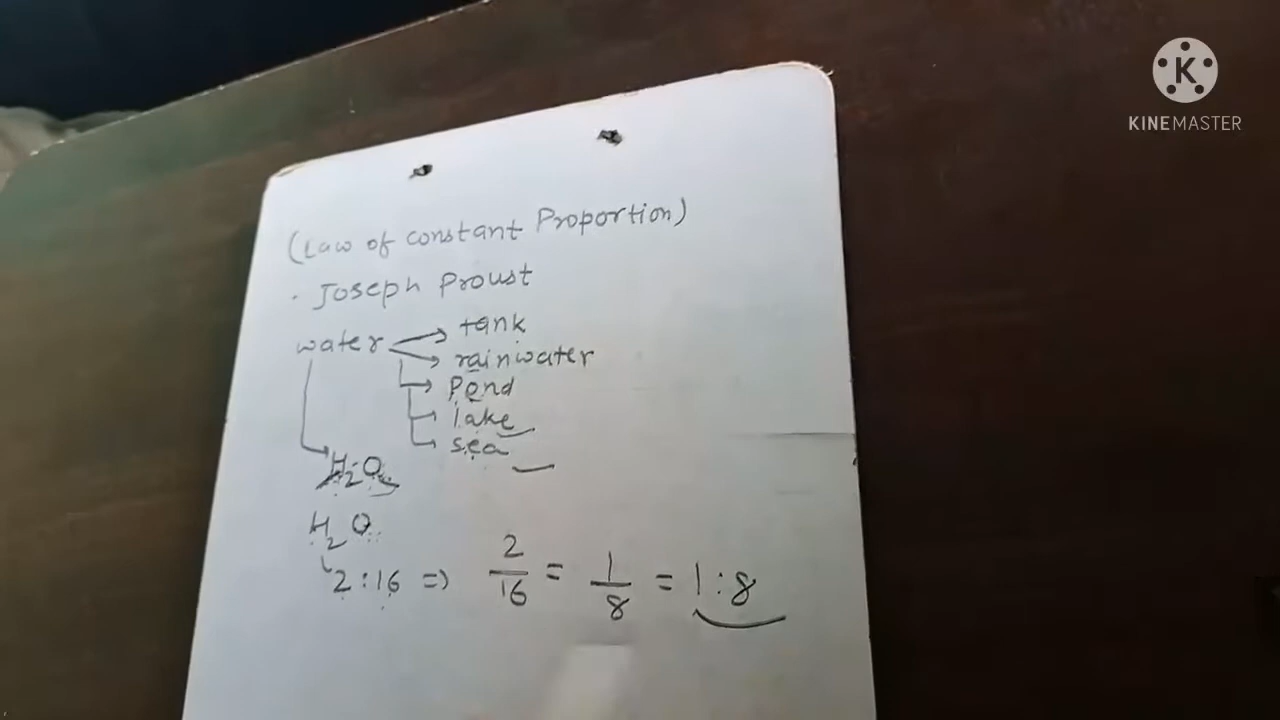 KINEMASTER
(Law of constant Proportion)
. Joseph Proust
water tank
rainwater
Pond
lake
sea
H2O
H2O
2:16 => 2/16 = 1/8 = 1:8